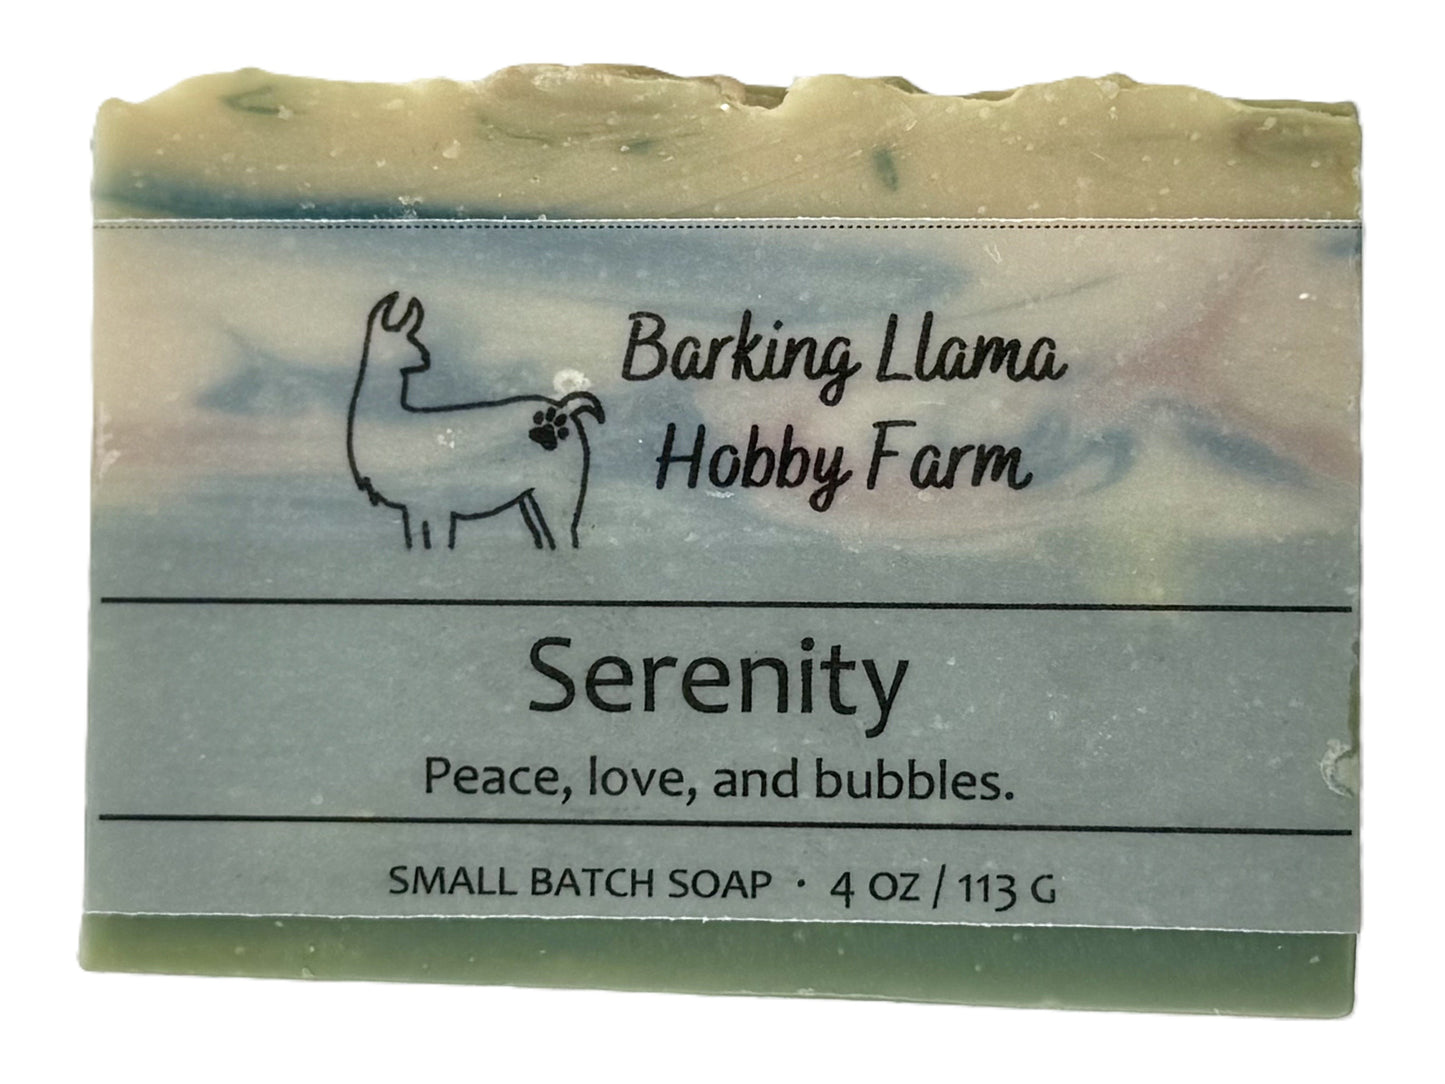 Barking Llama
Hobby Farm
Serenity
Peace, love, and bubbles.
SMALL BATCH SOAP · 4 OZ / 113 G